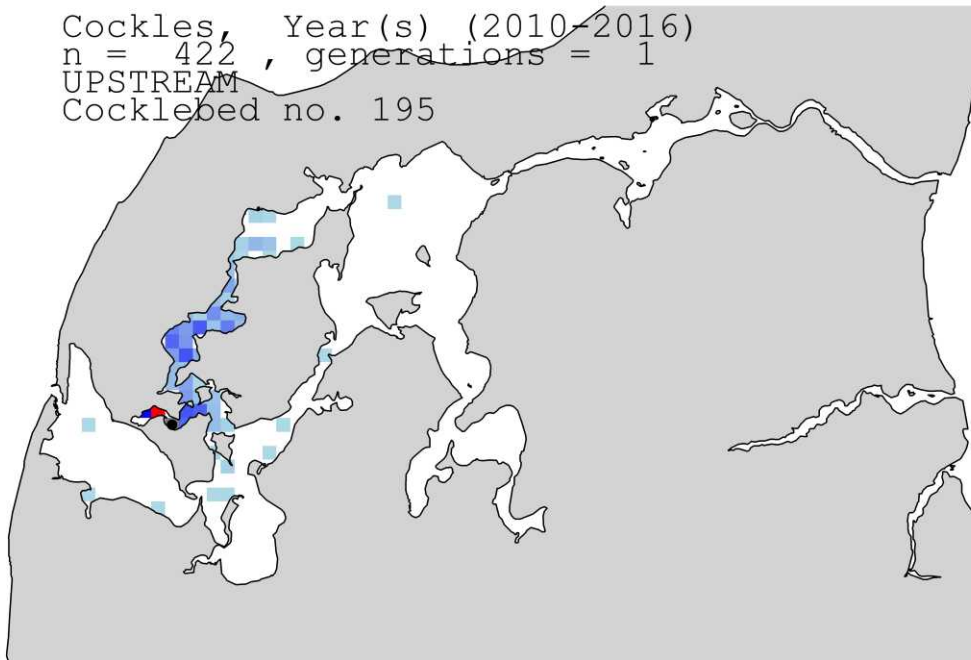 Cockles,  Year(s) (2010-2016)
n =  422 , generations =  1
UPSTREAM
Cocklebed no. 195